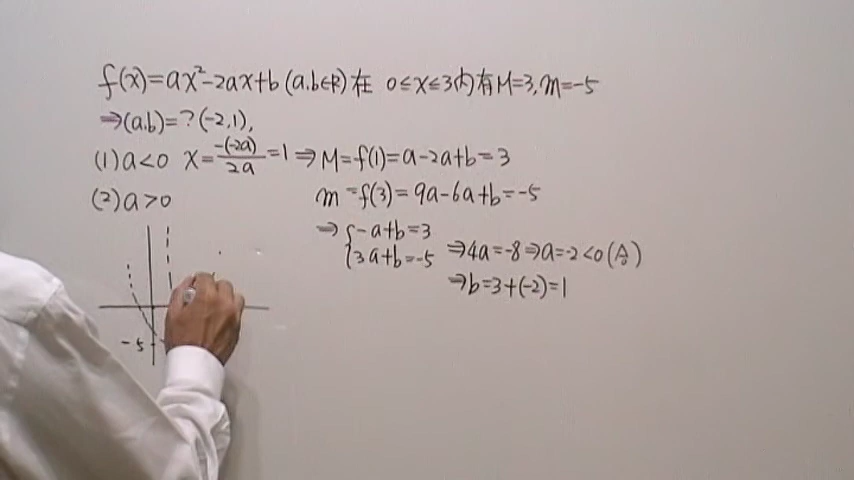 f(x)=ax²-2ax+b (a.b∈R) 在 0≤x≤3內有M=3, m=-5
⇒(a.b)=? (-2,1),
(1) a<0 x=-(-2a)/2a=1 ⇒ M=f(1)=a-2a+b=3
m=f(3)=9a-6a+b=-5
(2) a>0
⇒ { -a+b=3
3a+b=-5 ⇒4a=-8⇒a=-2<0 (合)
⇒b=3+(-2)=1
-5